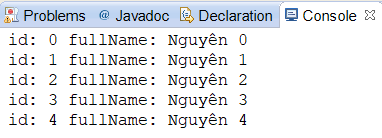 Problems @ Javadoc Declaration Console
id: 0 fullName: Nguyên 0
id: 1 fullName: Nguyên 1
id: 2 fullName: Nguyên 2
id: 3 fullName: Nguyên 3
id: 4 fullName: Nguyên 4